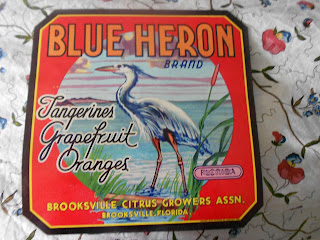 BLUE HERON
BRAND
Tangerines
Grapefruit
Oranges
FLORIDA
BROOKSVILLE CITRUS GROWERS ASSN.
BROOKSVILLE, FLORIDA